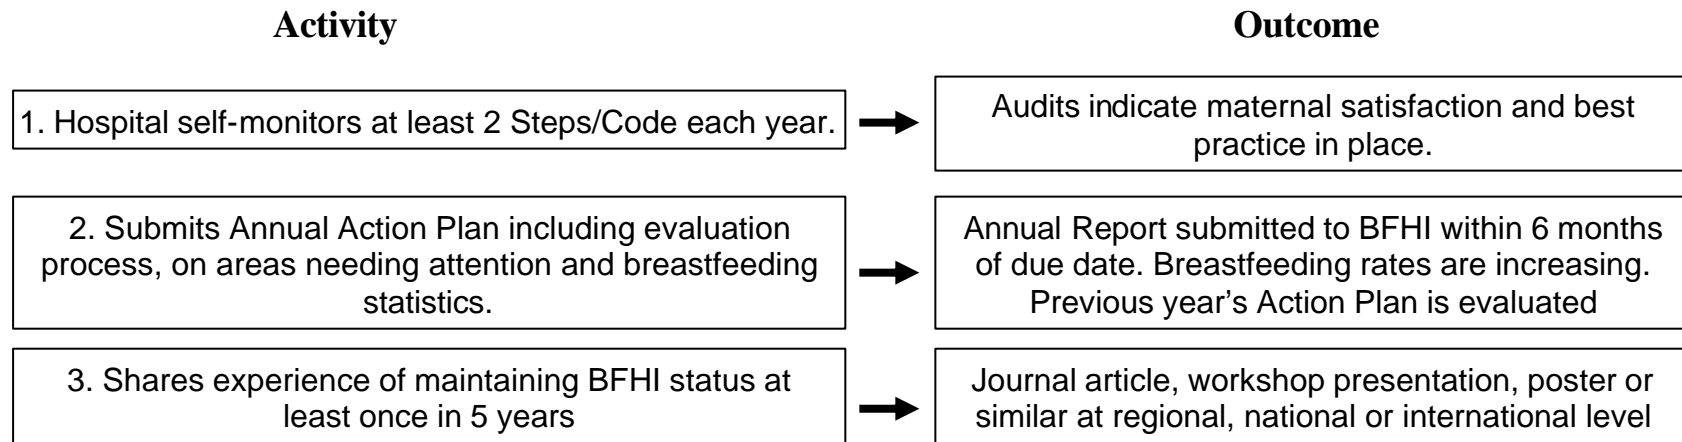 Activity
Outcome
1. Hospital self-monitors at least 2 Steps/Code each year.
Audits indicate maternal satisfaction and best
practice in place.
2. Submits Annual Action Plan including evaluation
process, on areas needing attention and breastfeeding
statistics.
Annual Report submitted to BFHI within 6 months
of due date. Breastfeeding rates are increasing.
Previous year's Action Plan is evaluated
3. Shares experience of maintaining BFHI status at
least once in 5 years
Journal article, workshop presentation, poster or
similar at regional, national or international level